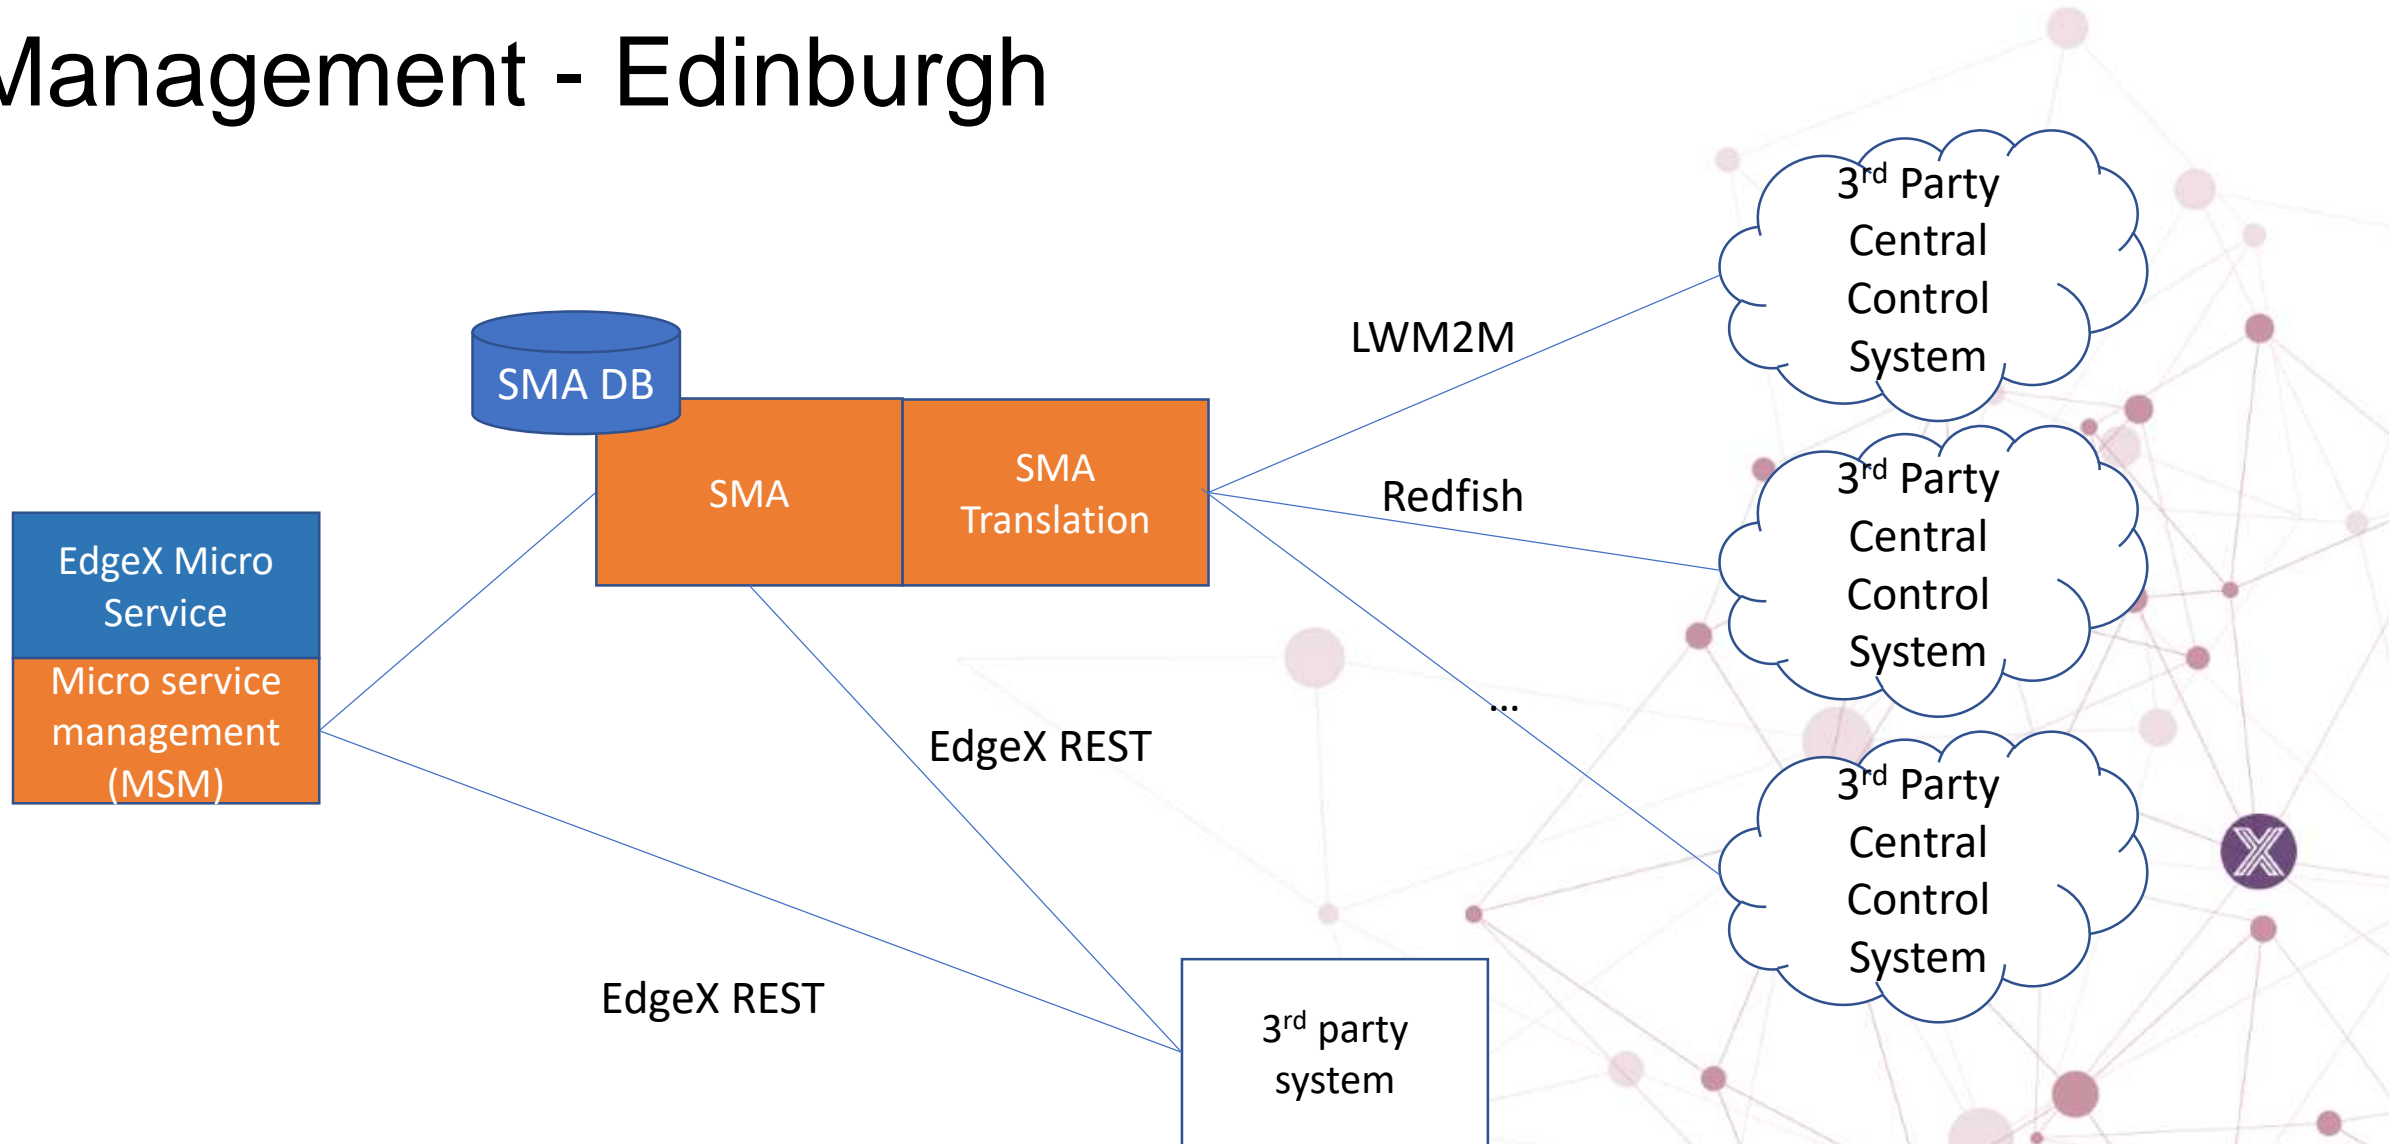 Management - Edinburgh
3rd Party
Central
Control
System
LWM2M
SMA DB
SMA
SMA
Translation
Redfish
3rd Party
Central
Control
System
EdgeX Micro
Service
Micro service
management
(MSM)
...
EdgeX REST
3rd Party
Central
Control
System
EdgeX REST
3rd party
system